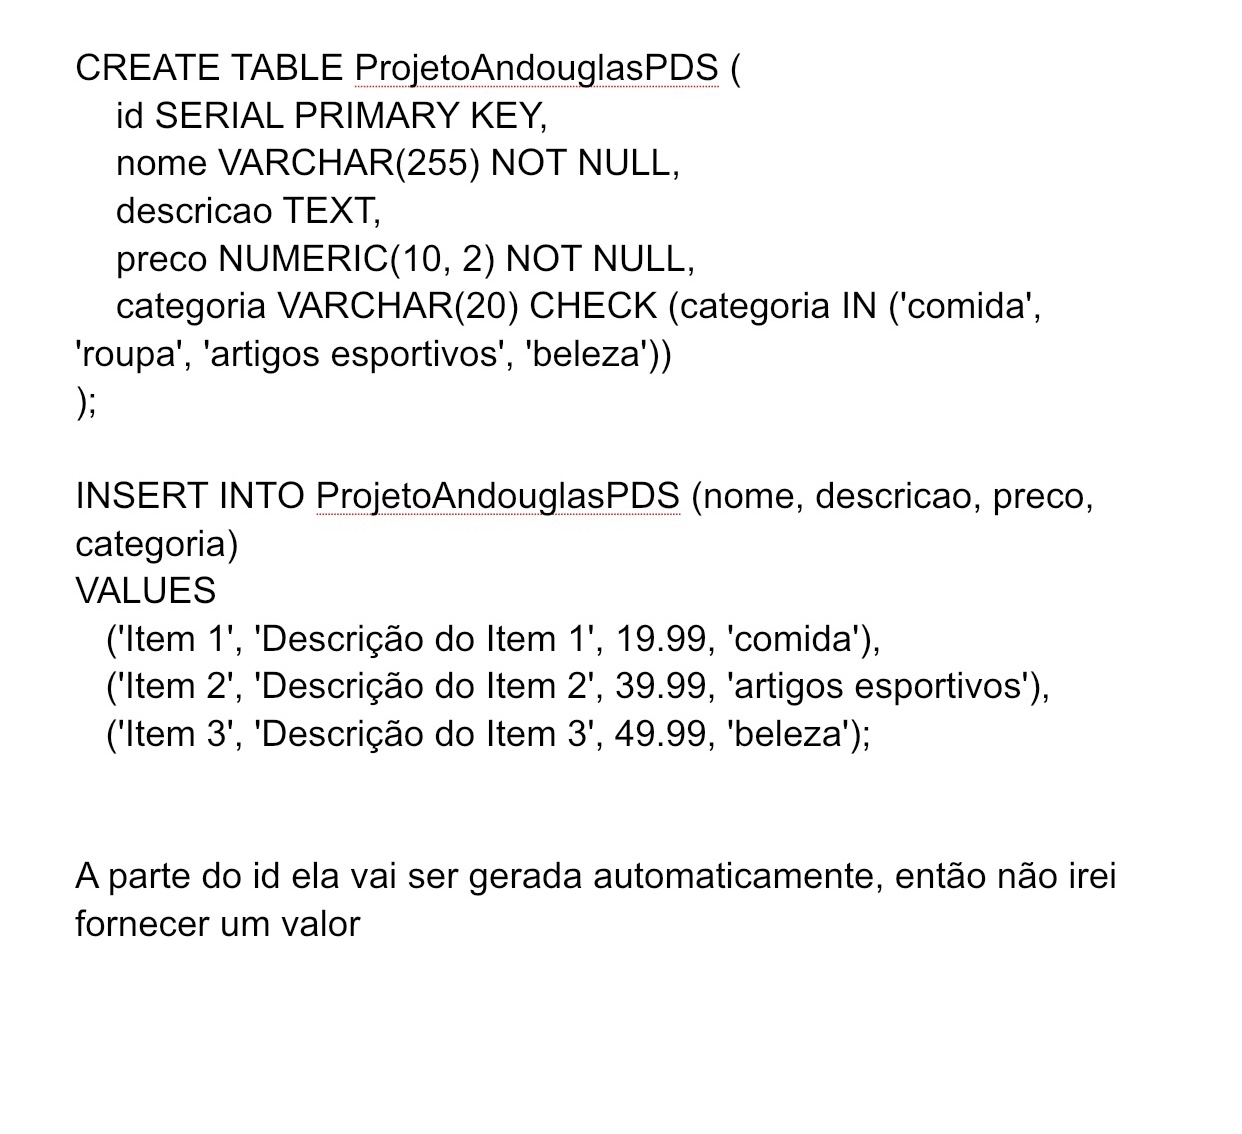 CREATE TABLE ProjetoAndouglasPDS (
id SERIAL PRIMARY KEY,
nome VARCHAR(255) NOT NULL,
descricao TEXT,
preco NUMERIC(10, 2) NOT NULL,
categoria VARCHAR(20) CHECK (categoria IN ('comida',
'roupa', 'artigos esportivos', 'beleza'))
);
INSERT INTO ProjetoAndouglasPDS (nome, descricao, preco,
categoria)
VALUES
('Item 1', 'Descrição do Item 1', 19.99, 'comida'),
('Item 2', 'Descrição do Item 2', 39.99, 'artigos esportivos'),
('Item 3', 'Descrição do Item 3', 49.99, 'beleza');
A parte do id ela vai ser gerada automaticamente, então não irei
fornecer um valor